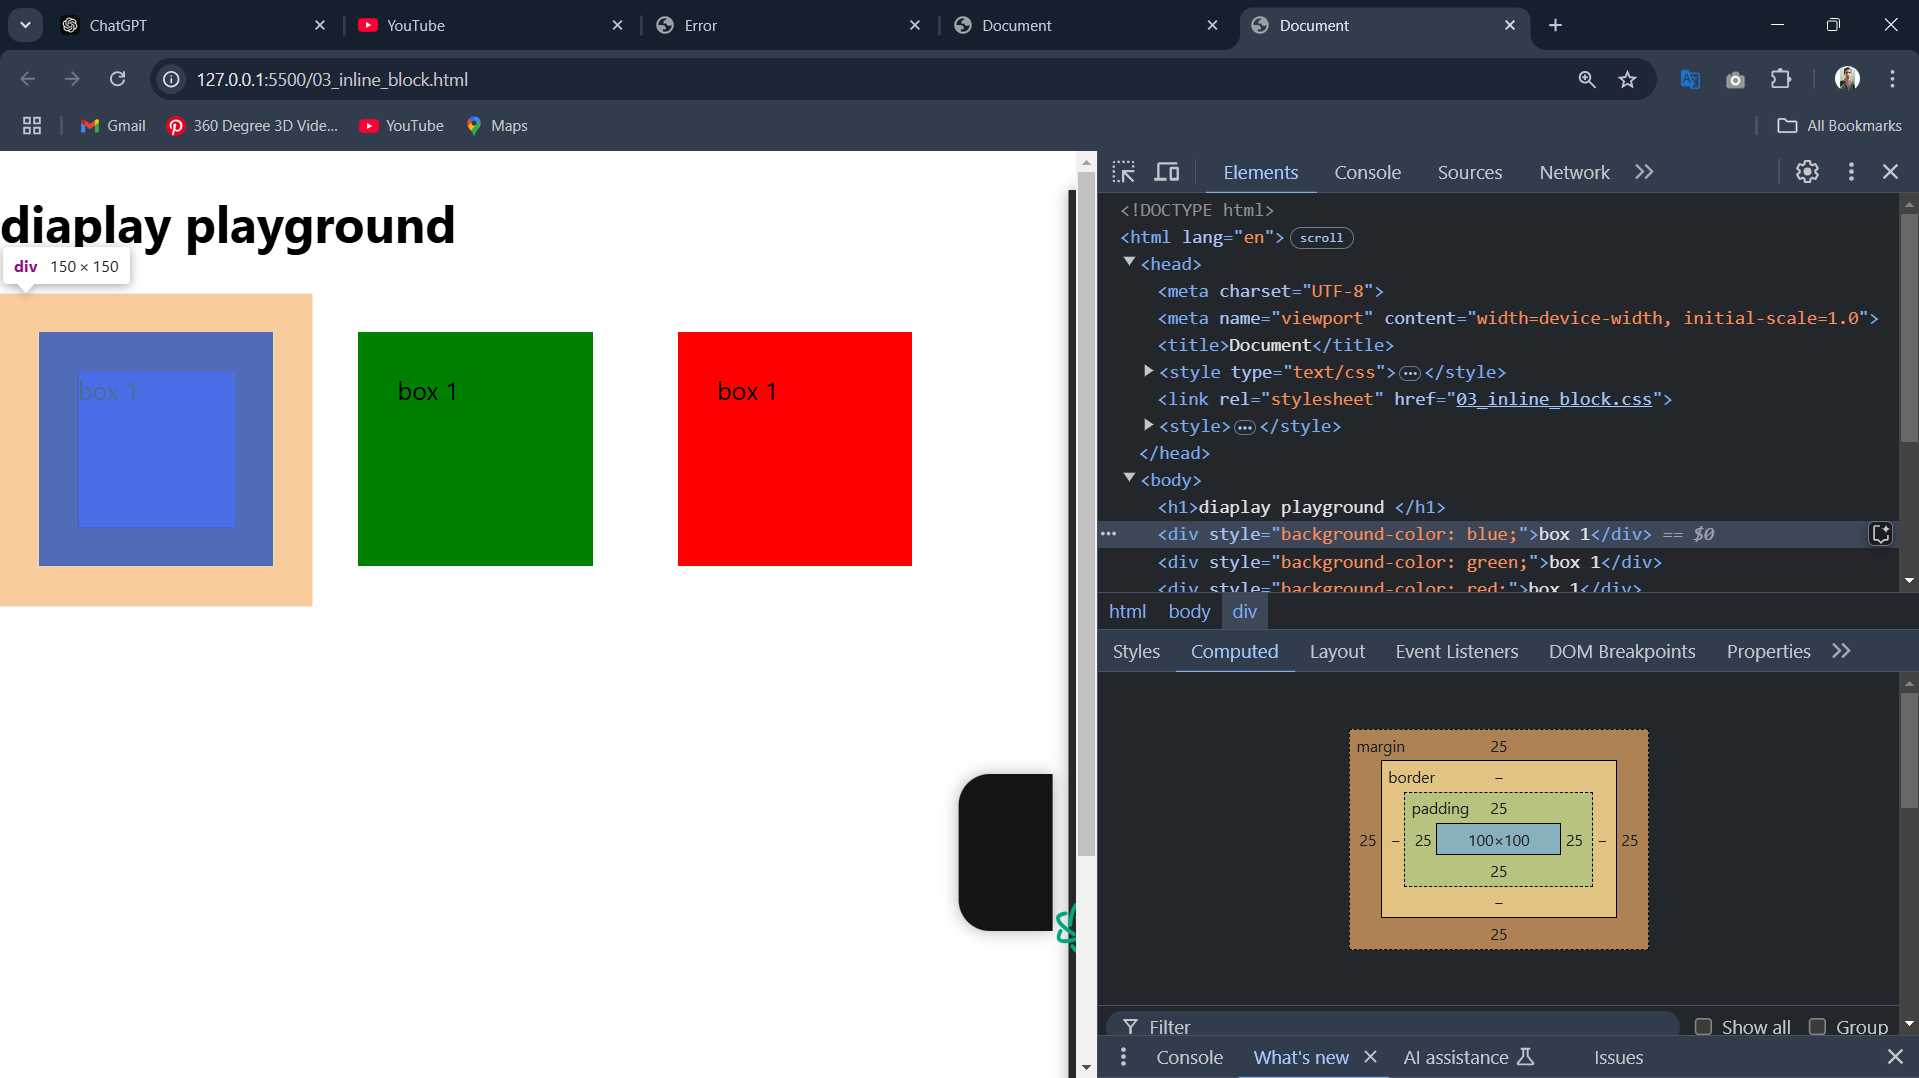 ChatGPT
YouTube
Error
Document
Document
127.0.0.1:5500/03_inline_block.html
Gmail
360 Degree 3D Vide...
YouTube
Maps
All Bookmarks
diaplay playground
div 150 × 150
box 1
box 1
box 1
Elements
Console
Sources
Network
<!DOCTYPE html>
<html lang="en"> scroll
<head>
<meta charset="UTF-8">
<meta name="viewport" content="width=device-width, initial-scale=1.0">
<title>Document</title>
<style type="text/css">…</style>
<link rel="stylesheet" href="03_inline_block.css">
<style>…</style>
</head>
<body>
<h1>diaplay playground </h1>
<div style="background-color: blue;">box 1</div> == $0
<div style="background-color: green;">box 1</div>
<div style="background-color: red;">box 1</div>
html body div
Styles
Computed
Layout
Event Listeners
DOM Breakpoints
Properties
margin 25
border –
padding 25
25 – 25 100×100 25 – 25
25
–
25
Filter
Show all
Group
Console
What's new
AI assistance
Issues